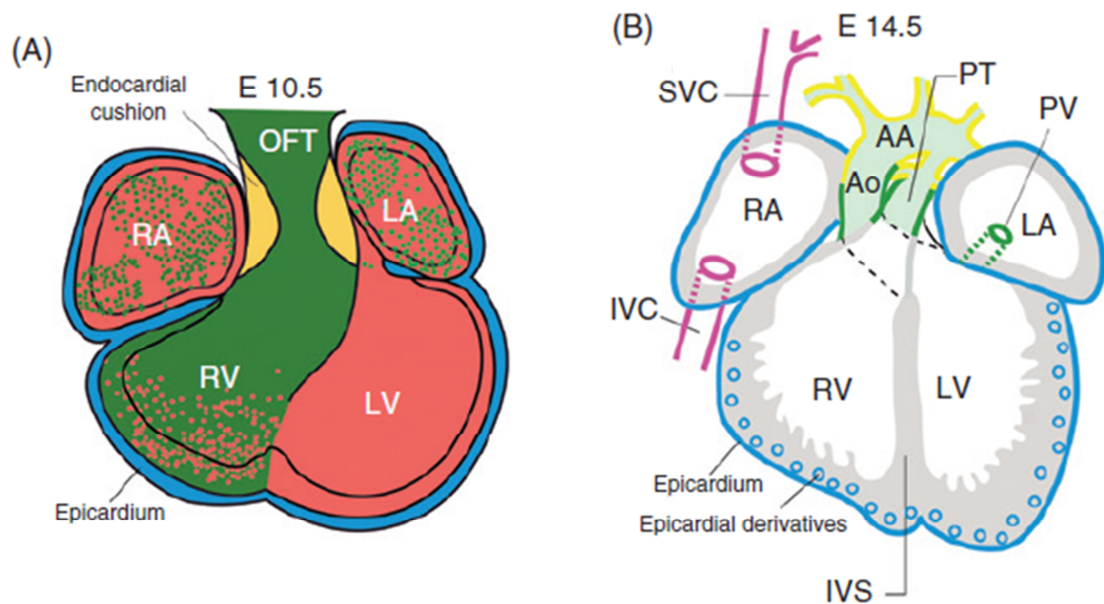 (A)
E 10.5
Endocardial
cushion
OFT
RA
LA
RV
LV
Epicardium
(B)
E 14.5
SVC
PT
PV
AA
Ao
RA
LA
IVC
RV
LV
Epicardium
Epicardial derivatives
IVS